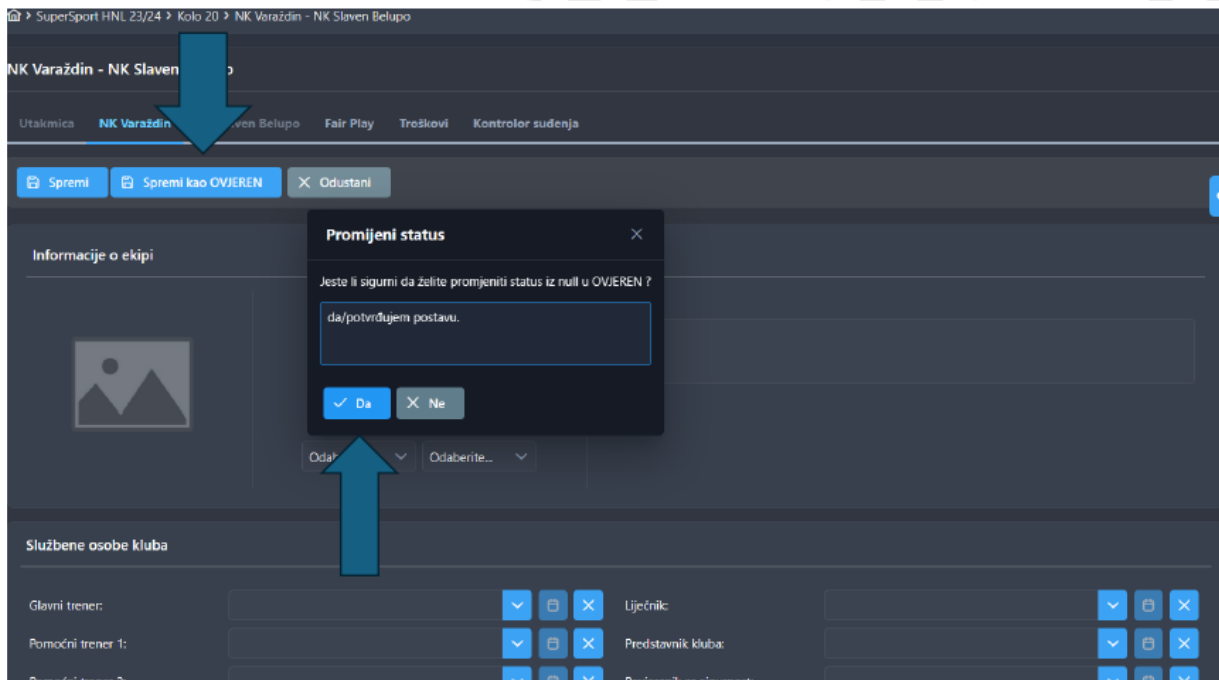 > SuperSport HNL 23/24 > Kolo 20 > NK Varaždin - NK Slaven Belupo
NK Varaždin - NK Slaven
Utakmica NK Varaždin Belupo Fair Play Troškovi Kontrolor suđenja
Spremi Spremi kao OVJEREN Odustani
Promijeni status
Informacije o ekipi
Jeste li sigurni da želite promjeniti status iz null u OVJEREN ?
da/potvrđujem postavu.
Da Ne
Odaberite...
Službene osobe kluba
Glavni trener: Liječnik:
Pomoćni trener 1: Predstavnik kluba: